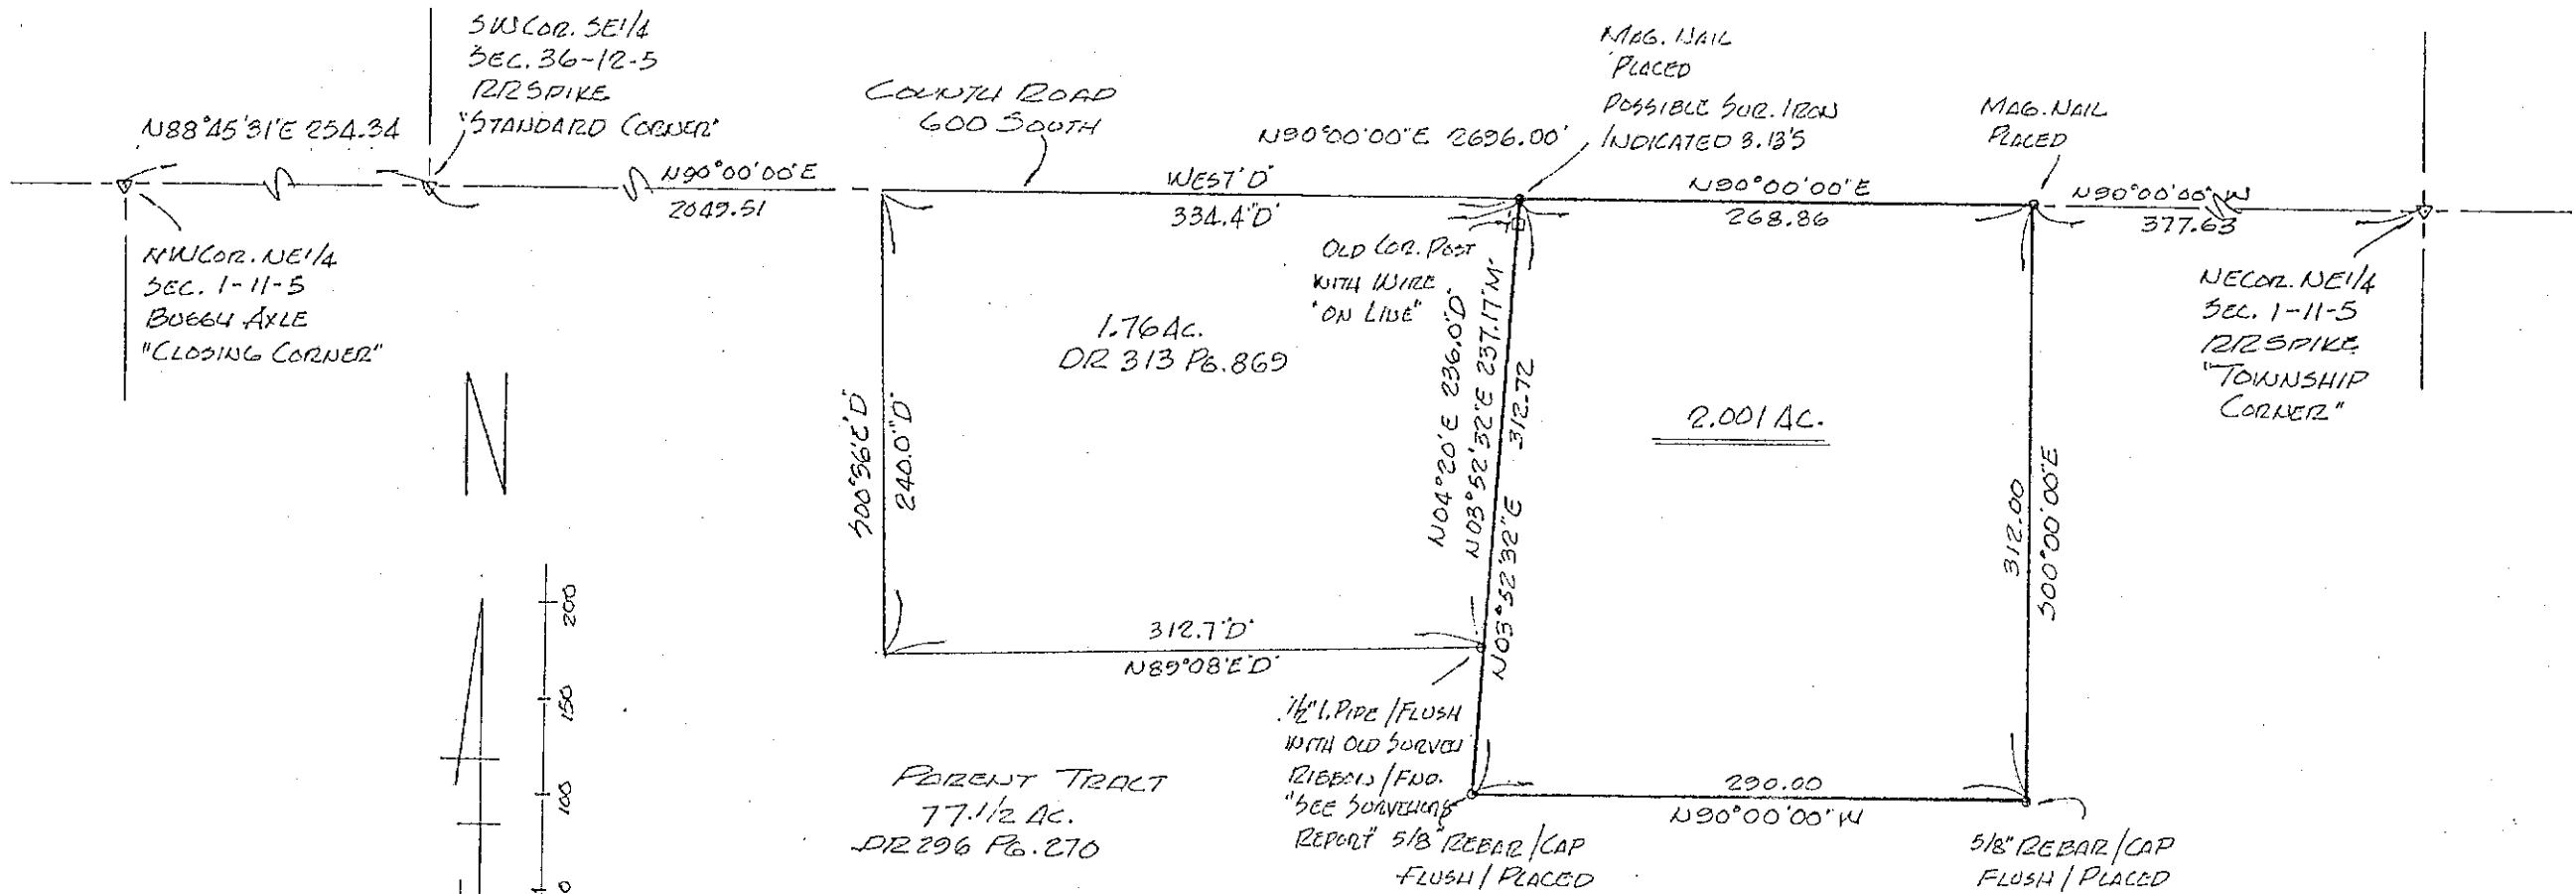 SW COR. SE1/4
SEC. 36-12-5
RR SPIKE
"STANDARD CORNER"
N88°45'31"E 254.34
COUNTY ROAD
600 SOUTH
N90°00'00"E 2696.00'
MAG. NAIL
PLACED
POSSIBLE SUR. IRON
INDICATED 3.13'S
MAG. NAIL
PLACED
N90°00'00"E
2049.51
WEST "D"
334.4 "D"
N90°00'00"E
268.86
N90°00'00"W
377.63
NW COR. NE1/4
SEC. 1-11-5
BUGGY AXLE
"CLOSING CORNER"
OLD COR. POST
WITH WIRE
"ON LINE"
NE COR. NE1/4
SEC. 1-11-5
RR SPIKE
"TOWNSHIP
CORNER"
1.76 AC.
DR 313 PG. 869
N
S00°36'E "D"
240.0 "D"
N04°20'E 236.0 "D"
N03°52'32"E 237.17 "M"
N03°52'32"E 312.72
2.001 AC.
312.00
S00°00'00"E
312.7 "D"
N89°08'E "D"
200
150
100
0
PARENT TRACT
77.1/2 AC.
DR 296 PG. 270
1/2" I. PIPE / FLUSH
WITH OLD SURVEY
RIBBON / FND.
"SEE SURVEYORS
REPORT"
290.00
N90°00'00"W
5/8" REBAR / CAP
FLUSH / PLACED
5/8" REBAR / CAP
FLUSH / PLACED